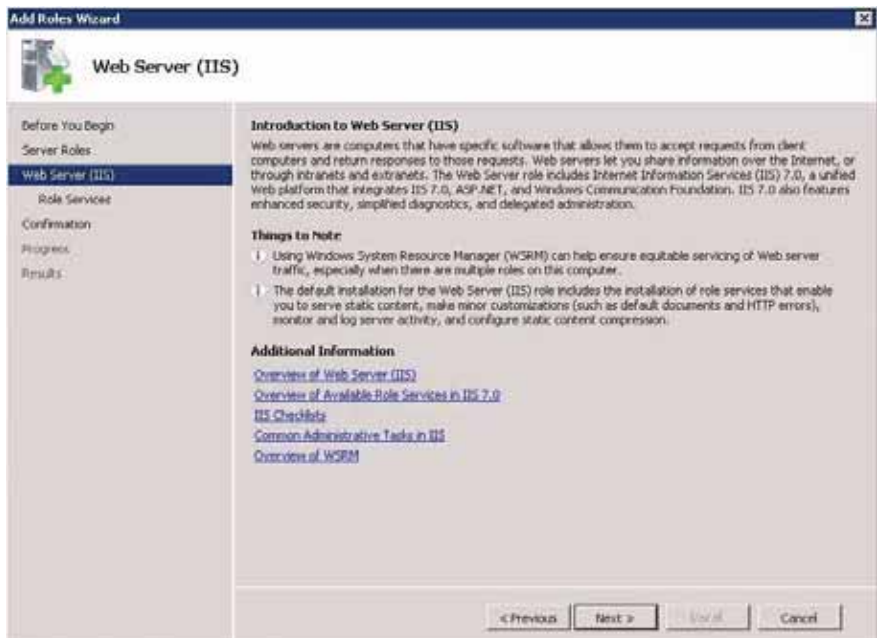 Add Roles Wizard
Web Server (IIS)
Before You Begin
Server Roles
Web Server (IIS)
Role Services
Confirmation
Progress
Results
Introduction to Web Server (IIS)
Web servers are computers that have specific software that allows them to accept requests from client
computers and return responses to those requests. Web servers let you share information over the Internet, or
through intranets and extranets. The Web Server role includes Internet Information Services (IIS) 7.0, a unified
Web platform that integrates IIS 7.0, ASP.NET, and Windows Communication Foundation. IIS 7.0 also features
enhanced security, simplified diagnostics, and delegated administration.
Things to Note
Using Windows System Resource Manager (WSRM) can help ensure equitable servicing of Web server
traffic, especially when there are multiple roles on this computer.
The default installation for the Web Server (IIS) role includes the installation of role services that enable
you to serve static content, make minor customizations (such as default documents and HTTP errors),
monitor and log server activity, and configure static content compression.
Additional Information
Overview of Web Server (IIS)
Overview of Available Role Services in IIS 7.0
IIS Checklists
Common Administrative Tasks in IIS
Overview of WSRM
< Previous
Next >
Install
Cancel